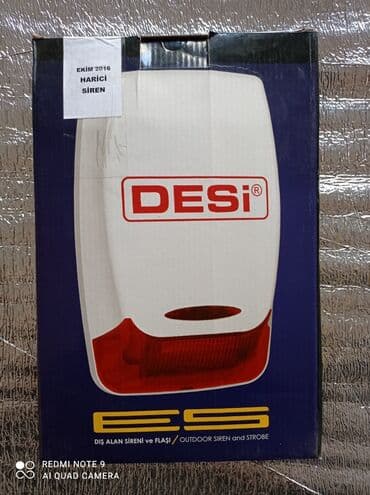 EKİM 2016
HARİCİ
SİREN
DESi®
ES
DIŞ ALAN SİRENİ ve FLAŞI / OUTDOOR SIREN and STROBE
REDMI NOTE 9
AI QUAD CAMERA